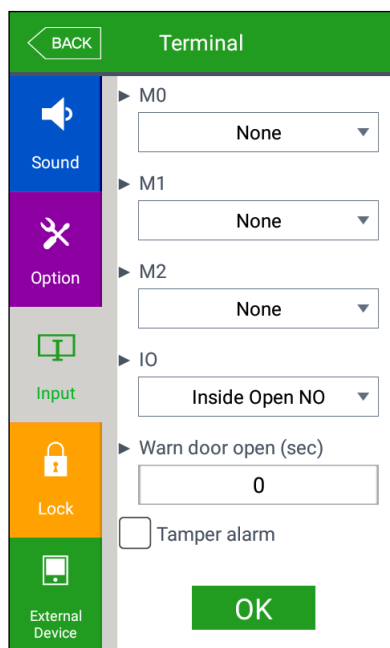 BACK
Terminal
Sound
Option
Input
Lock
External
Device
► M0
None
► M1
None
► M2
None
► IO
Inside Open NO
► Warn door open (sec)
0
Tamper alarm
OK